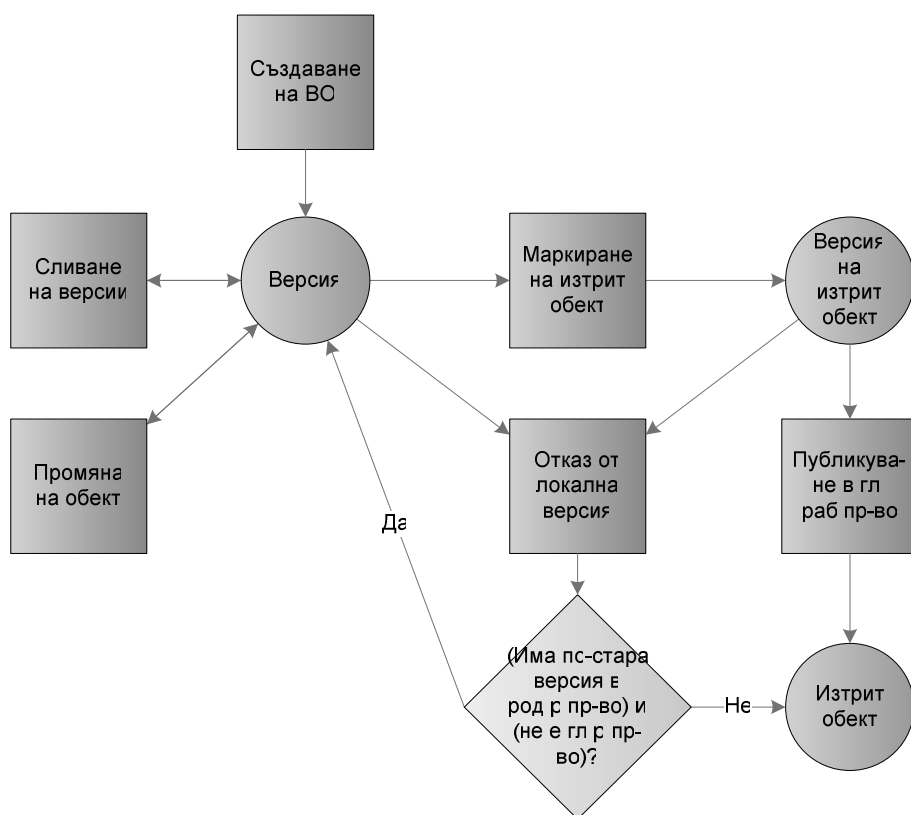 Създаване
на ВО
Сливане
на версии
Версия
Маркиране
на изтрит
обект
Версия
на
изтрит
обект
Промяна
на обект
Отказ от
локална
версия
Публикува-
не в гл
раб пр-во
Да
(Има по-стара
версия в
род р пр-во) и
(не е гл р пр-
во)?
Не
Изтрит
обект